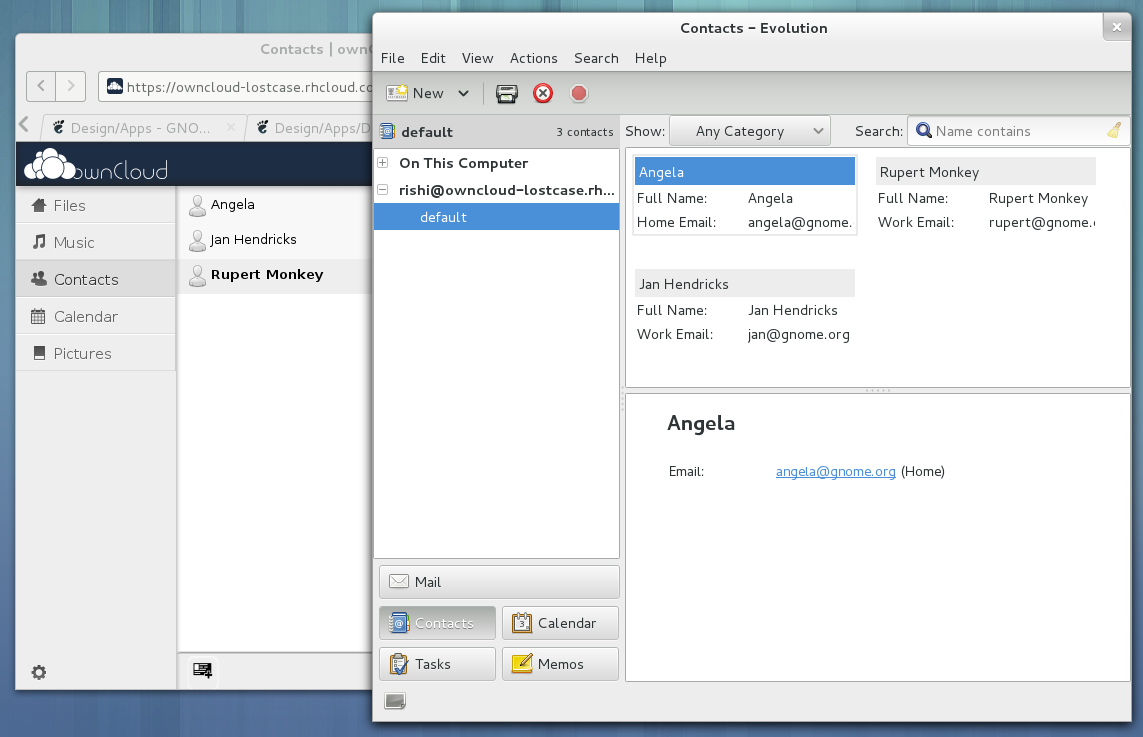 Contacts | own
https://owncloud-lostcase.rhcloud.co
Design/Apps - GNO...
Design/Apps/D
ownCloud
Files
Music
Contacts
Calendar
Pictures
Angela
Jan Hendricks
Rupert Monkey
Contacts – Evolution
File Edit View Actions Search Help
New
default 3 contacts
Show: Any Category Search: Name contains
On This Computer
rishi@owncloud-lostcase.rh...
default
Angela
Full Name: Angela
Home Email: angela@gnome.
Rupert Monkey
Full Name: Rupert Monkey
Work Email: rupert@gnome.
Jan Hendricks
Full Name: Jan Hendricks
Work Email: jan@gnome.org
Angela
Email: angela@gnome.org (Home)
Mail
Contacts
Calendar
Tasks
Memos